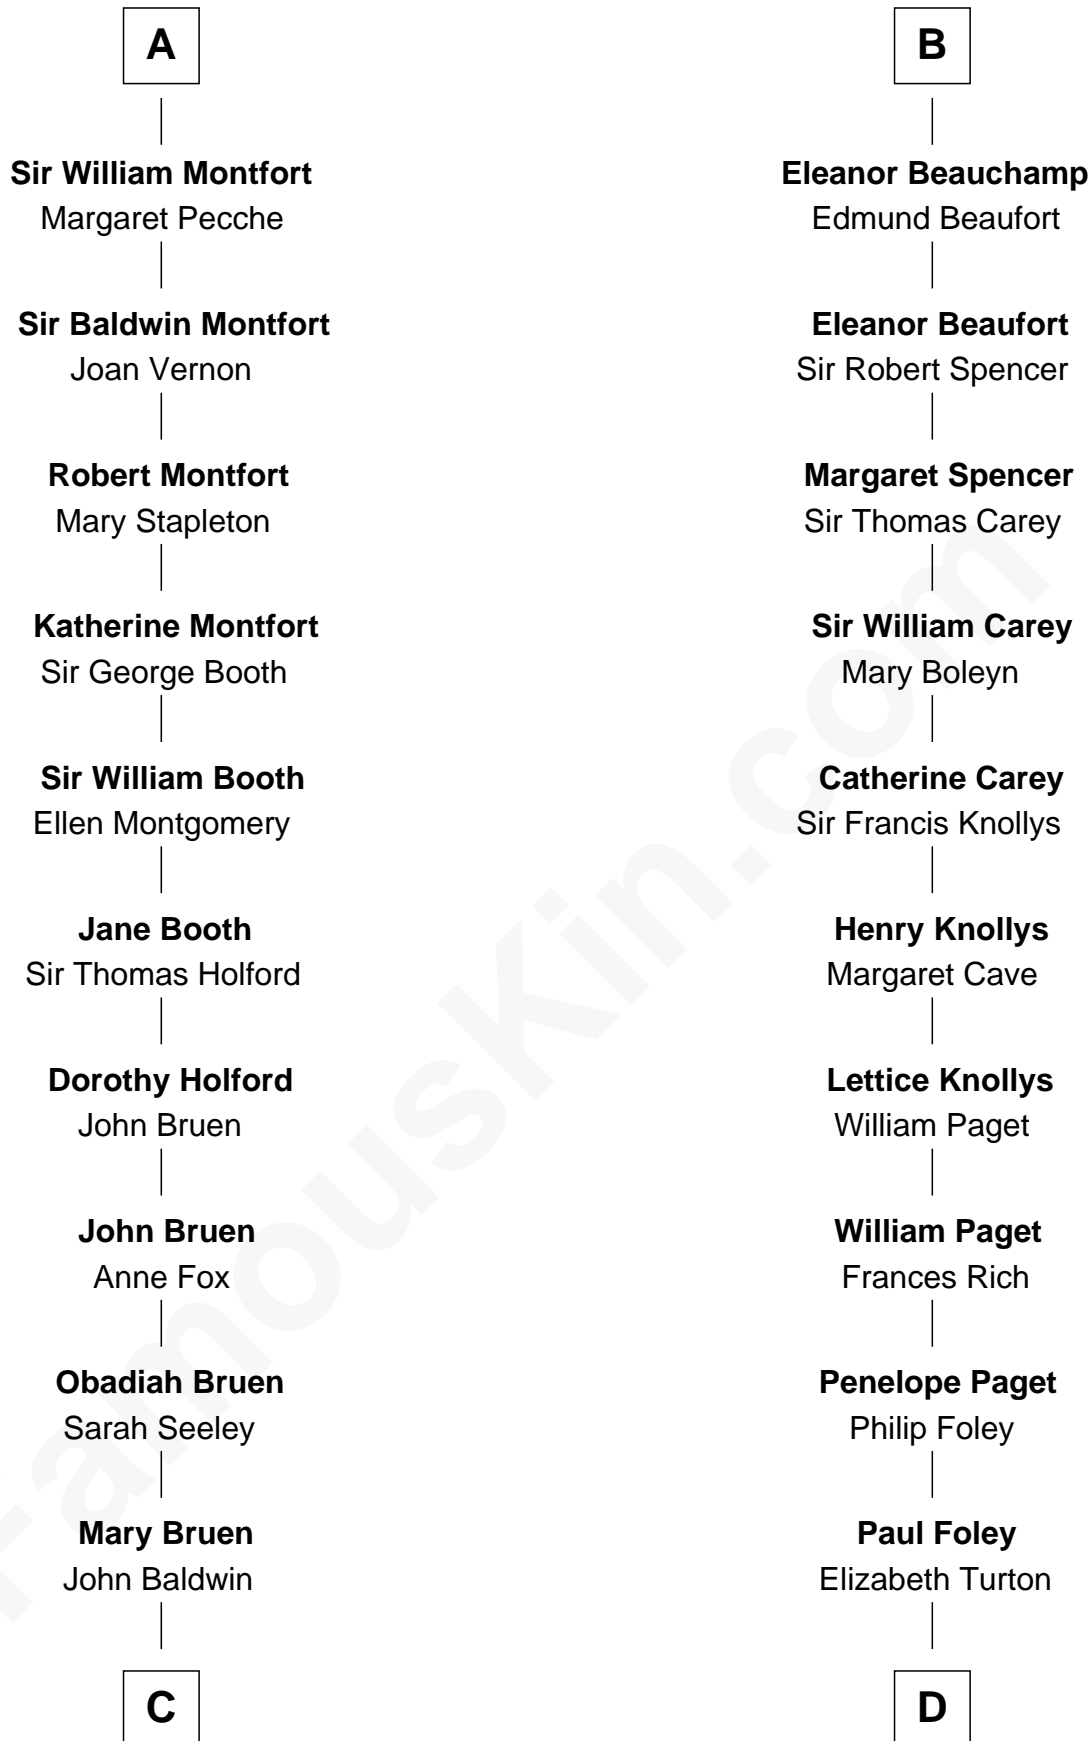 A
Sir William Montfort
Margaret Pecche
Sir Baldwin Montfort
Joan Vernon
Robert Montfort
Mary Stapleton
Katherine Montfort
Sir George Booth
Sir William Booth
Ellen Montgomery
Jane Booth
Sir Thomas Holford
Dorothy Holford
John Bruen
John Bruen
Anne Fox
Obadiah Bruen
Sarah Seeley
Mary Bruen
John Baldwin
C
B
Eleanor Beauchamp
Edmund Beaufort
Eleanor Beaufort
Sir Robert Spencer
Margaret Spencer
Sir Thomas Carey
Sir William Carey
Mary Boleyn
Catherine Carey
Sir Francis Knollys
Henry Knollys
Margaret Cave
Lettice Knollys
William Paget
William Paget
Frances Rich
Penelope Paget
Philip Foley
Paul Foley
Elizabeth Turton
D
FamousKin.com